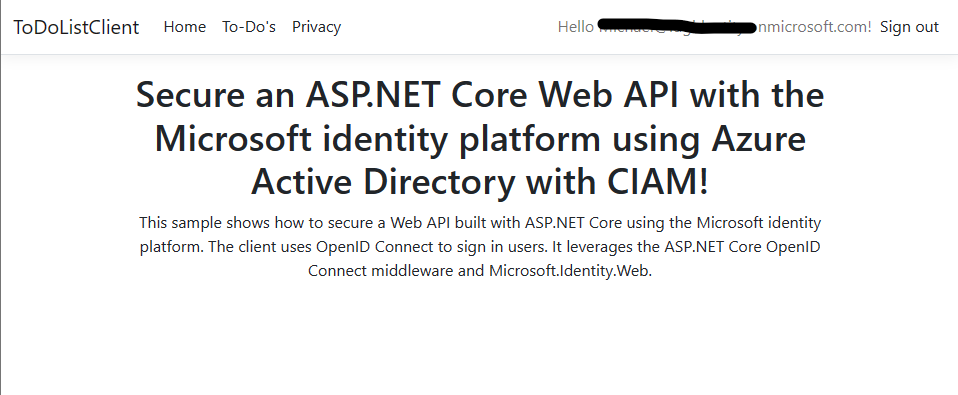 ToDoListClient Home To-Do's Privacy Hello nmicrosoft.com! Sign out
Secure an ASP.NET Core Web API with the
Microsoft identity platform using Azure
Active Directory with CIAM!
This sample shows how to secure a Web API built with ASP.NET Core using the Microsoft identity
platform. The client uses OpenID Connect to sign in users. It leverages the ASP.NET Core OpenID
Connect middleware and Microsoft.Identity.Web.